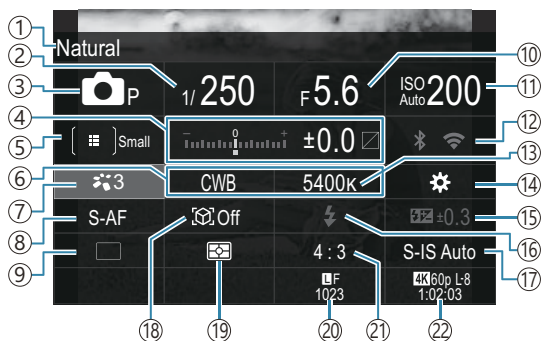 ① Natural
② 1/250 F5.6 ⑩
③ P ISO Auto 200 ⑪
④ − 0 + ±0.0 ⑫
⑤ Small ⑬
⑥ CWB 5400K
⑦ 3 ⑭
⑧ S-AF Off ±0.3 ⑮
⑨ 4 : 3 S-IS Auto ⑯
⑰
LF 4K 60p L-8
1023 1:02:03
⑱ ⑲ ⑳ ㉑ ㉒